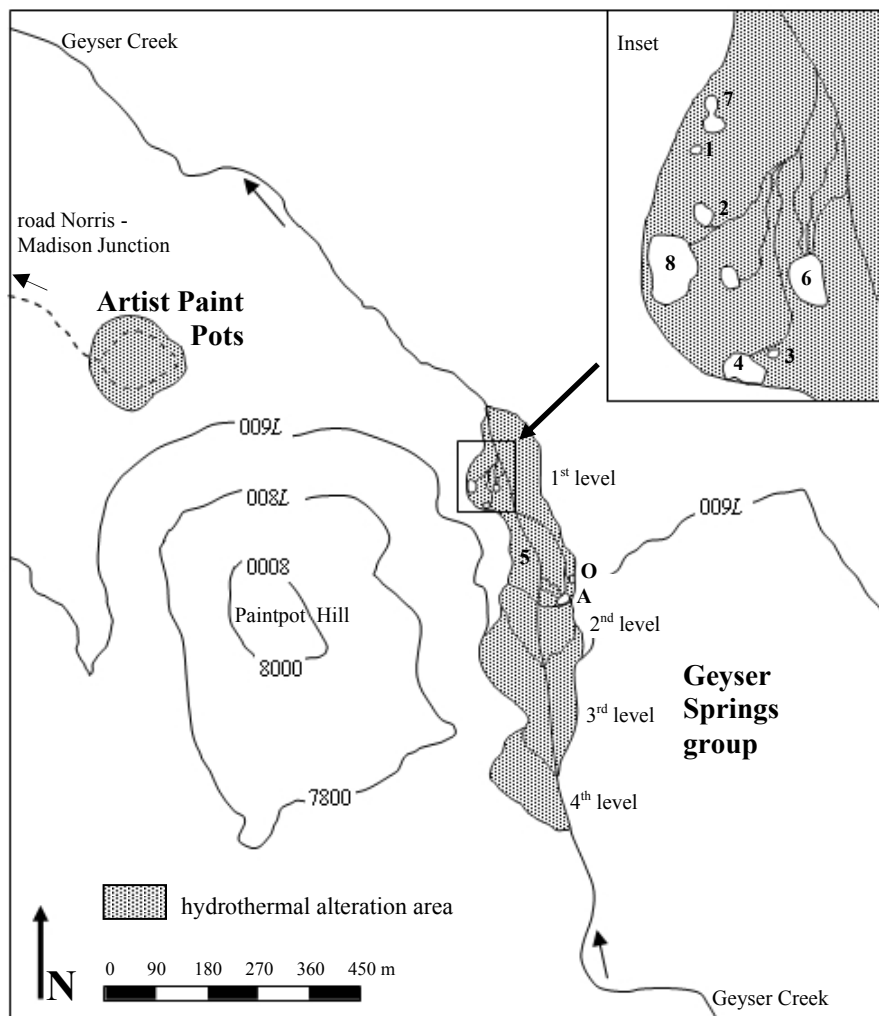 Geyser Creek
Inset
7
1
2
8
6
4
3
road Norris -
Madison Junction
Artist Paint
Pots
7600
7800
8000
Paintpot Hill
8000
7800
1st level
7600
5
O
A
2nd level
Geyser
Springs
group
3rd level
4th level
hydrothermal alteration area
N
0 90 180 270 360 450 m
Geyser Creek